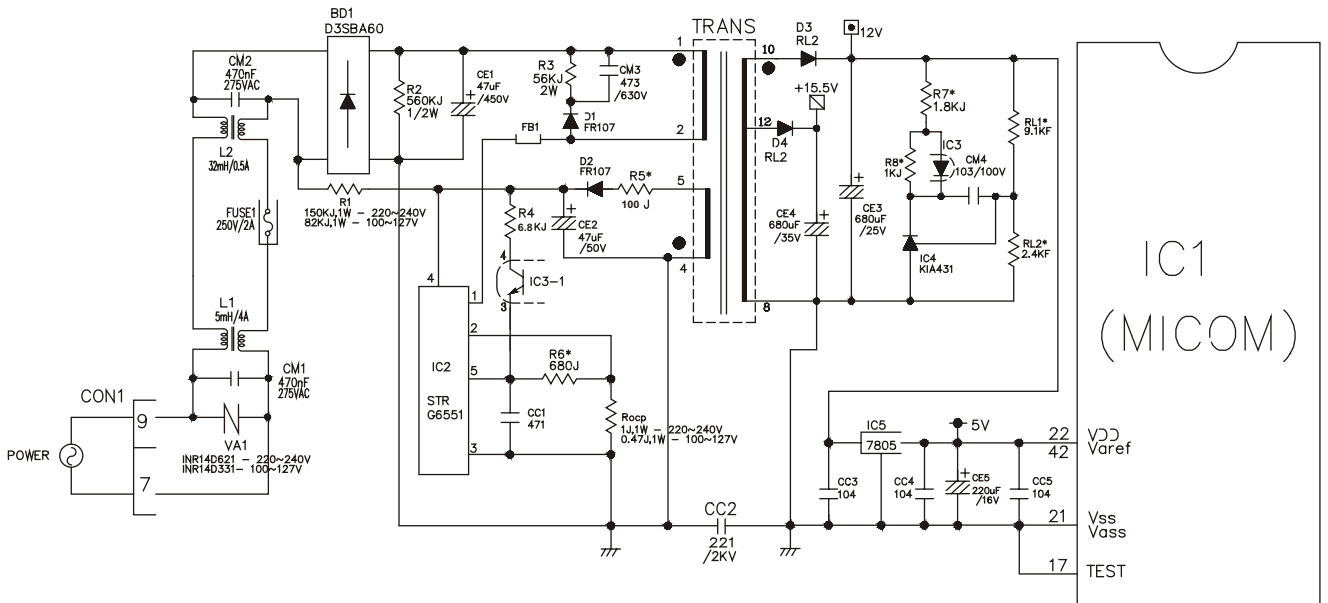 BD1
D3SBA60
CM2
470nF
275VAC
L2
32mH/0.5A
FUSE1
250V/2A
L1
5mH/4A
CM1
470nF
275VAC
CON1
9
7
POWER
VA1
INR14D621 - 220~240V
INR14D331- 100~127V
R2
560KJ
1/2W
CE1
47uF
/450V
R3
56KJ
2W
CM3
473
/630V
D1
FR107
FB1
R1
150KJ,1W - 220~240V
82KJ,1W - 100~127V
D2
FR107
R5*
100 J
R4
6.8KJ
CE2
47uF
/50V
4
IC3-1
3
4
1
2
5
3
IC2
STR
G6551
R6*
680J
CC1
471
Rocp
1J,1W - 220~240V
0.47J,1W - 100~127V
TRANS
1
2
5
4
10
12
8
D3
RL2
12V
+15.5V
D4
RL2
CE4
680uF
/35V
CE3
680uF
/25V
R7*
1.8KJ
R8*
1KJ
IC3
CM4
103/100V
IC4
KIA431
RL1*
9.1KF
RL2*
2.4KF
CC2
221
/2KV
IC5
7805
5V
CC3
104
CC4
104
CE5
220uF
/16V
CC5
104
IC1
(MICOM)
22
42
VDD
Varef
21
Vss
Vass
17
TEST